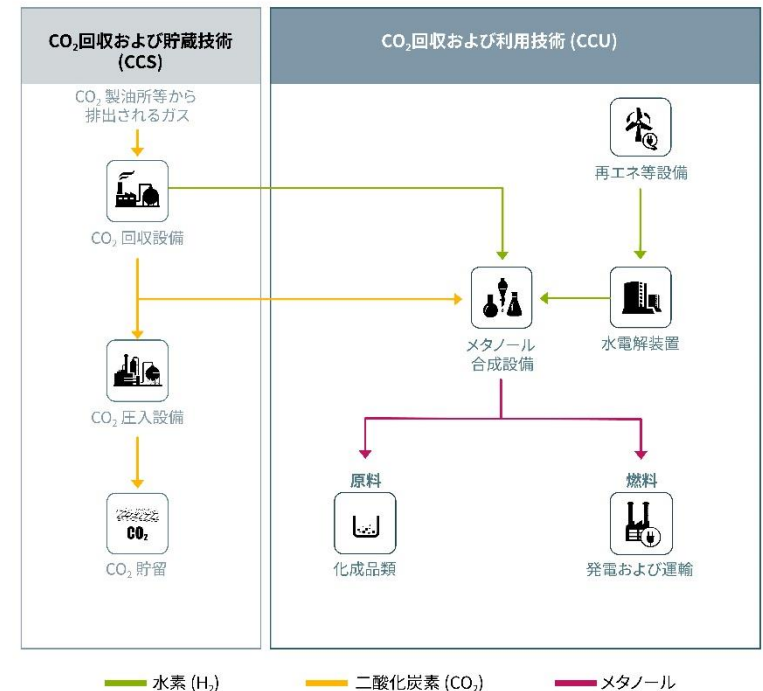 CO₂回収および貯蔵技術
(CCS)
CO₂回収および利用技術 (CCU)
CO₂ 製油所等から
排出されるガス
再エネ等設備
CO₂ 回収設備
メタノール
合成設備
水電解装置
CO₂ 圧入設備
原料
燃料
CO₂
CO₂ 貯留
化成品類
発電および運輸
水素 (H₂)
二酸化炭素 (CO₂)
メタノール